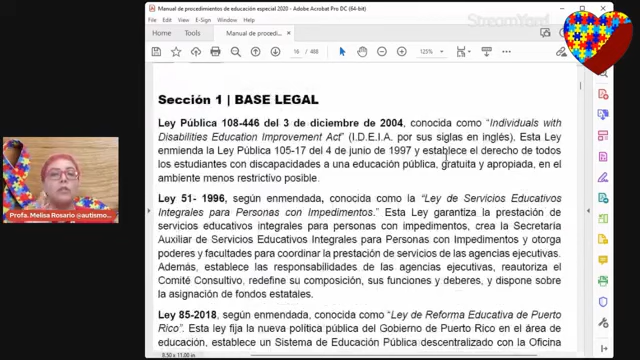 Manual de procedimientos de educación especial 2020 - Adobe Acrobat Pro DC (64-bit)
File Edit View E-Sign Window Help
StreamYard
Home Tools Manual de procedi...
16 / 488 125%
Sección 1 | BASE LEGAL
Ley Pública 108-446 del 3 de diciembre de 2004, conocida como "Individuals with
Disabilities Education Improvement Act" (I.D.E.I.A. por sus siglas en inglés). Esta Ley
enmienda la Ley Pública 105-17 del 4 de junio de 1997 y establece el derecho de todos
los estudiantes con discapacidades a una educación pública, gratuita y apropiada, en el
ambiente menos restrictivo posible.
Ley 51- 1996, según enmendada, conocida como la "Ley de Servicios Educativos
Integrales para Personas con Impedimentos." Esta Ley garantiza la prestación de
servicios educativos integrales para personas con impedimentos, crea la Secretaría
Auxiliar de Servicios Educativos Integrales para Personas con Impedimentos y otorga
poderes y facultades para coordinar la prestación de servicios de las agencias ejecutivas.
Además, establece las responsabilidades de las agencias ejecutivas, reautoriza el
Comité Consultivo, redefine su composición, sus funciones y deberes, y dispone sobre
la asignación de fondos estatales.
Ley 85-2018, según enmendada, conocida como "Ley de Reforma Educativa de Puerto
Rico". Esta ley fija la nueva política pública del Gobierno de Puerto Rico en el área de
educación, establece un Sistema de Educación Pública descentralizado con la Oficina
8.50 x 11.00 in
Profa. Melisa Rosario @autismo...